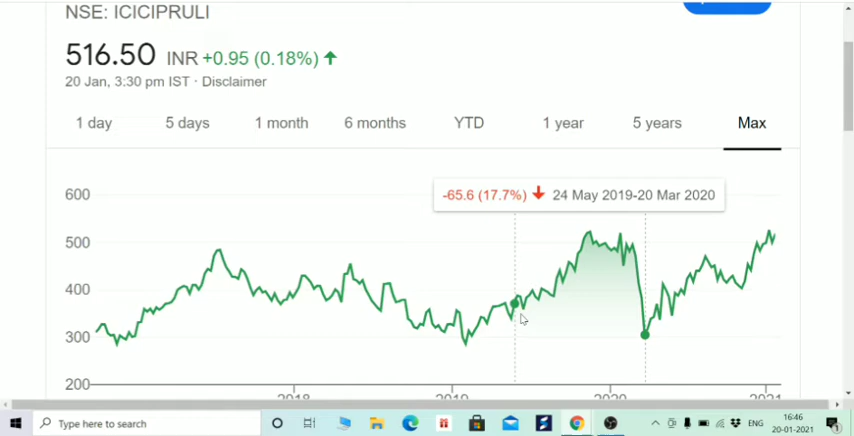 NSE: ICICIPRULI
516.50 INR +0.95 (0.18%)
20 Jan, 3:30 pm IST · Disclaimer
1 day 5 days 1 month 6 months YTD 1 year 5 years Max
-65.6 (17.7%) 24 May 2019-20 Mar 2020
600
500
400
300
200
2018 2019 2020 2021
Type here to search
ENG
16:46
20-01-2021
1